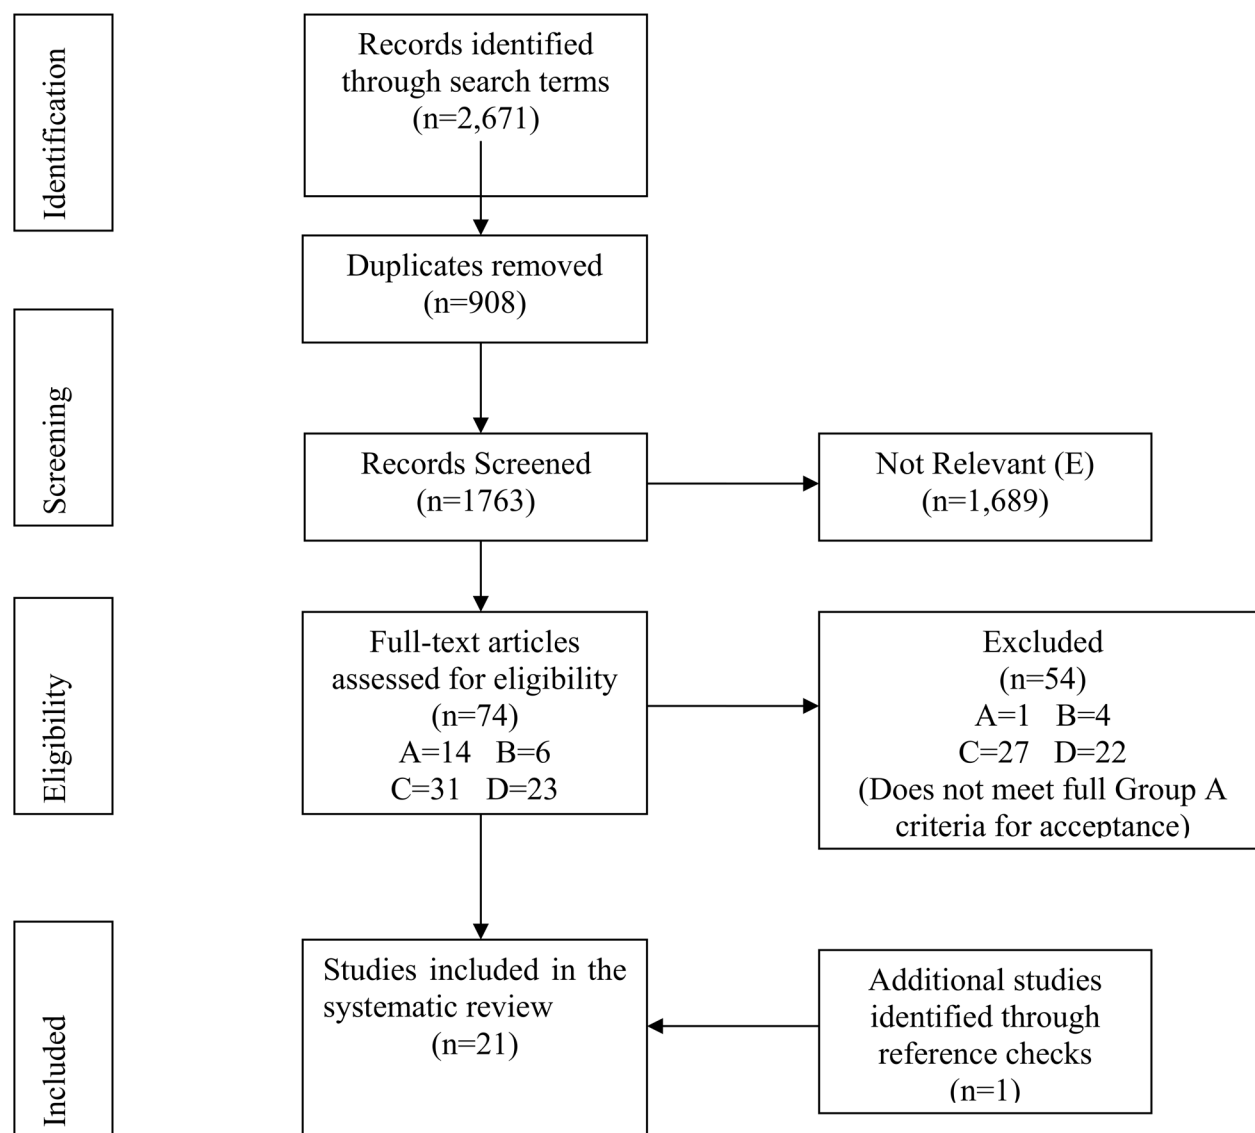 Identification
Records identified
through search terms
(n=2,671)
Duplicates removed
(n=908)
Screening
Records Screened
(n=1763)
Not Relevant (E)
(n=1,689)
Eligibility
Full-text articles
assessed for eligibility
(n=74)
A=14 B=6
C=31 D=23
Excluded
(n=54)
A=1 B=4
C=27 D=22
(Does not meet full Group A
criteria for acceptance)
Included
Studies included in the
systematic review
(n=21)
Additional studies
identified through
reference checks
(n=1)